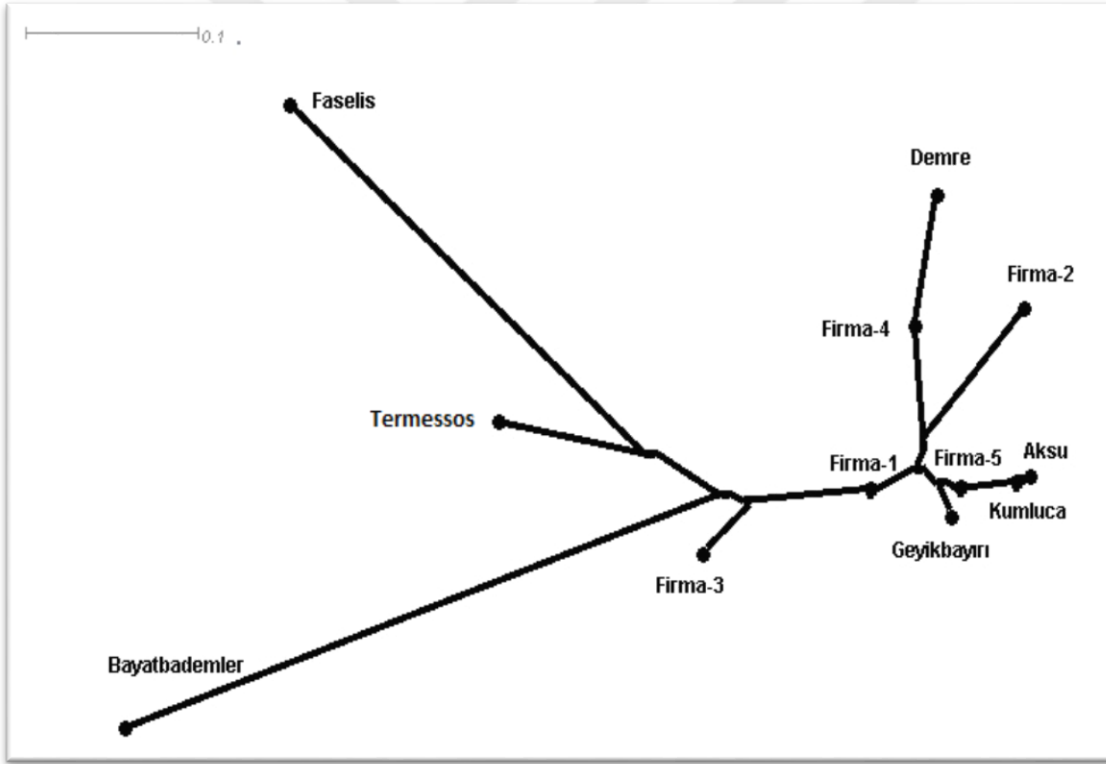 0.1 .
Faselis
Demre
Firma-2
Firma-4
Termessos
Firma-1
Firma-5
Aksu
Kumluca
Geyikbayırı
Firma-3
Bayatbademler